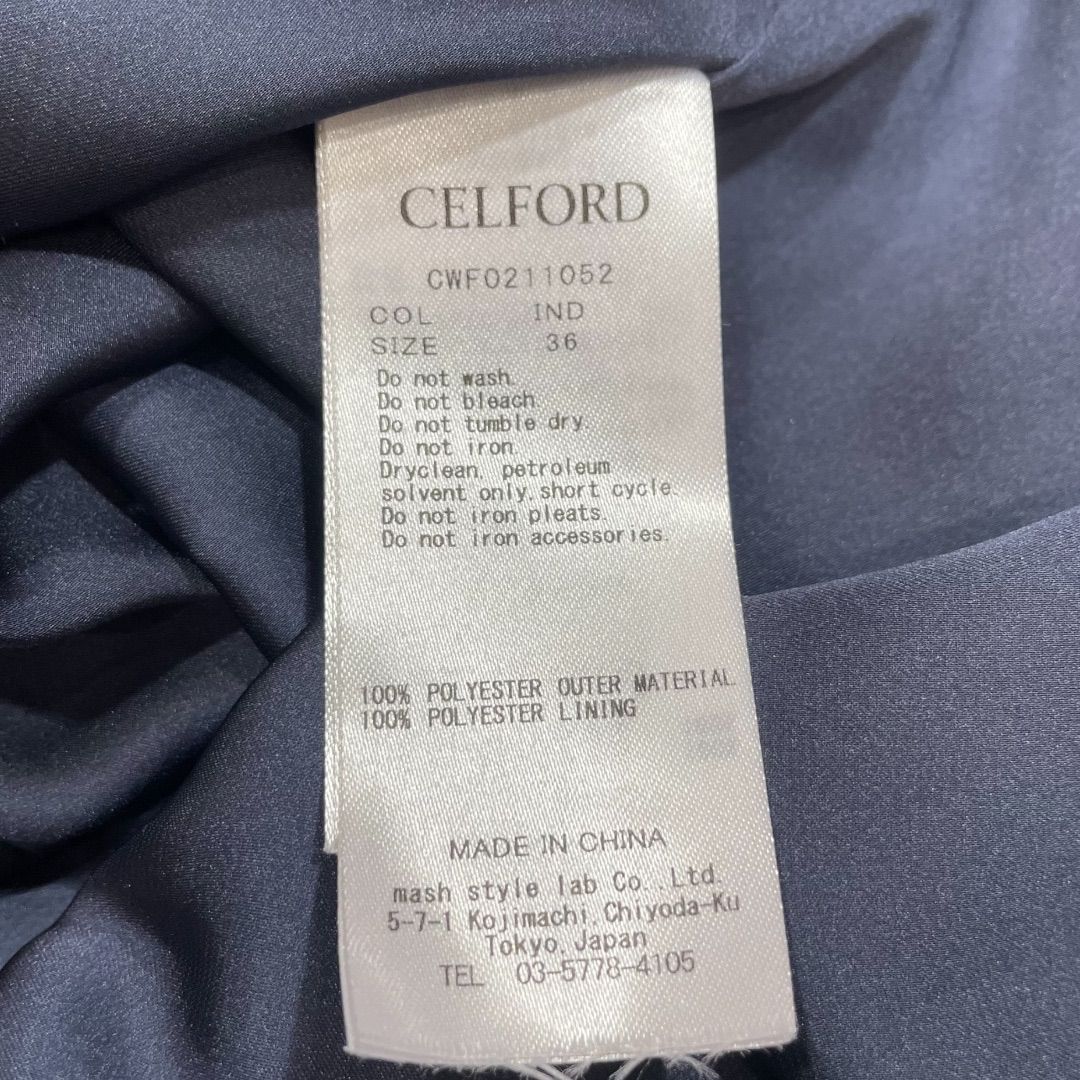 CELFORD
CWF0211052
COL IND
SIZE 36
Do not wash.
Do not bleach
Do not tumble dry.
Do not iron.
Dryclean, petroleum
solvent only, short cycle.
Do not iron pleats.
Do not iron accessories.
100% POLYESTER OUTER MATERIAL
100% POLYESTER LINING
MADE IN CHINA
mash style lab Co.,Ltd.
5-7-1 Kojimachi,Chiyoda-Ku
Tokyo,Japan
TEL 03-5778-4105